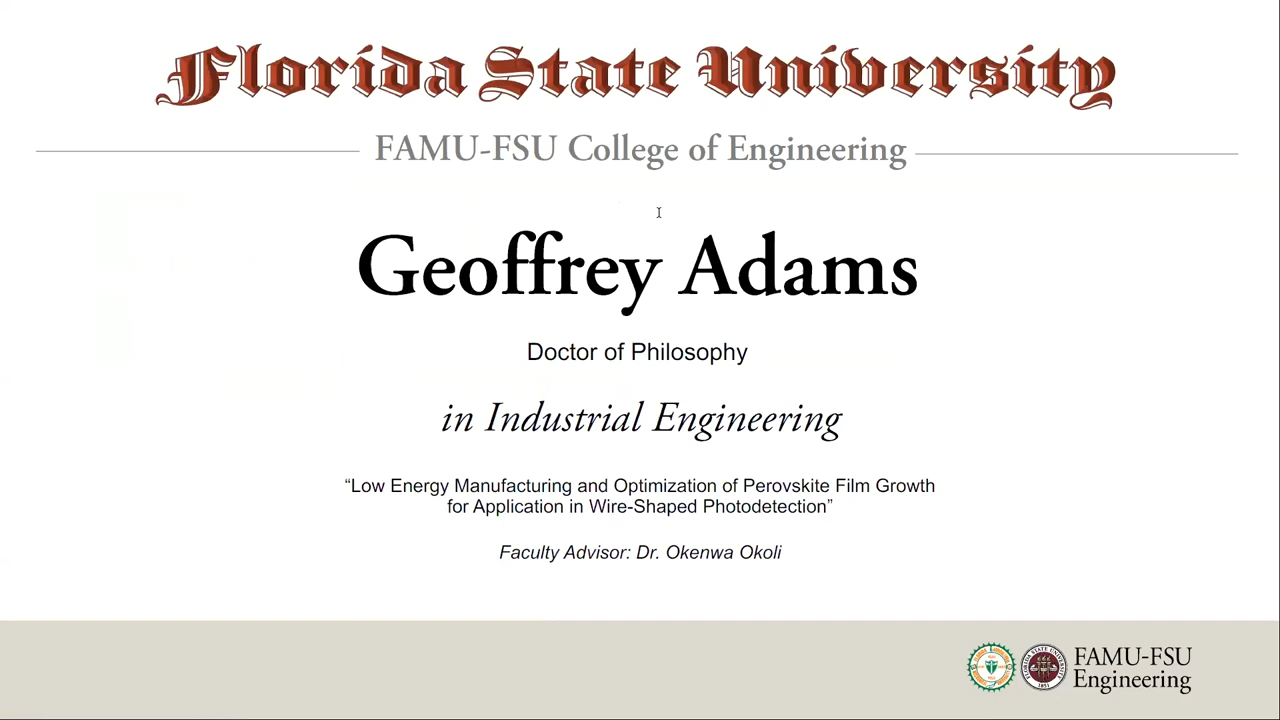 Florida State University
FAMU-FSU College of Engineering
Geoffrey Adams
Doctor of Philosophy
in Industrial Engineering
“Low Energy Manufacturing and Optimization of Perovskite Film Growth
for Application in Wire-Shaped Photodetection”
Faculty Advisor: Dr. Okenwa Okoli
FAMU-FSU
Engineering